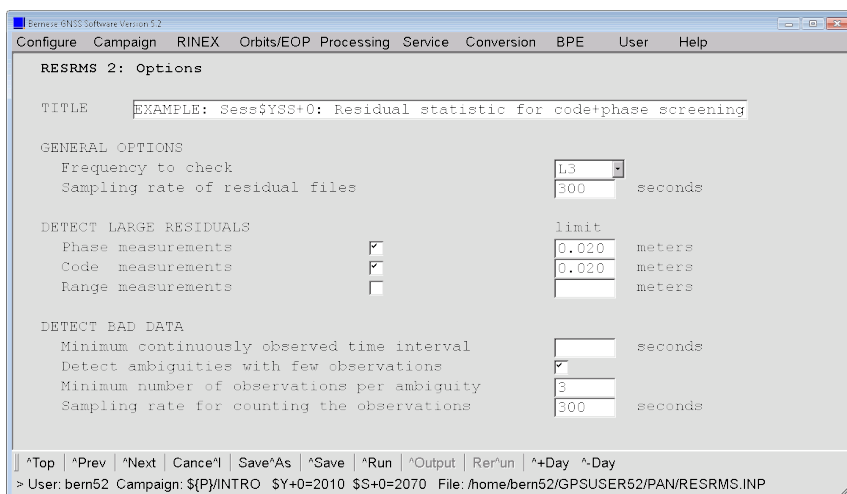 Bernese GNSS Software Version 5.2
Configure Campaign RINEX Orbits/EOP Processing Service Conversion BPE User Help
RESRMS 2: Options
TITLE EXAMPLE: Sess$YSS+0: Residual statistic for code+phase screening
GENERAL OPTIONS
Frequency to check L3
Sampling rate of residual files 300 seconds
DETECT LARGE RESIDUALS limit
Phase measurements 0.020 meters
Code measurements 0.020 meters
Range measurements meters
DETECT BAD DATA
Minimum continuously observed time interval seconds
Detect ambiguities with few observations
Minimum number of observations per ambiguity 3
Sampling rate for counting the observations 300 seconds
^Top | ^Prev | ^Next | Cance^l | Save^As | ^Save | ^Run | ^Output | Rer^un | ^+Day ^-Day
> User: bern52 Campaign: ${P}/INTRO $Y+0=2010 $S+0=2070 File: /home/bern52/GPSUSER52/PAN/RESRMS.INP